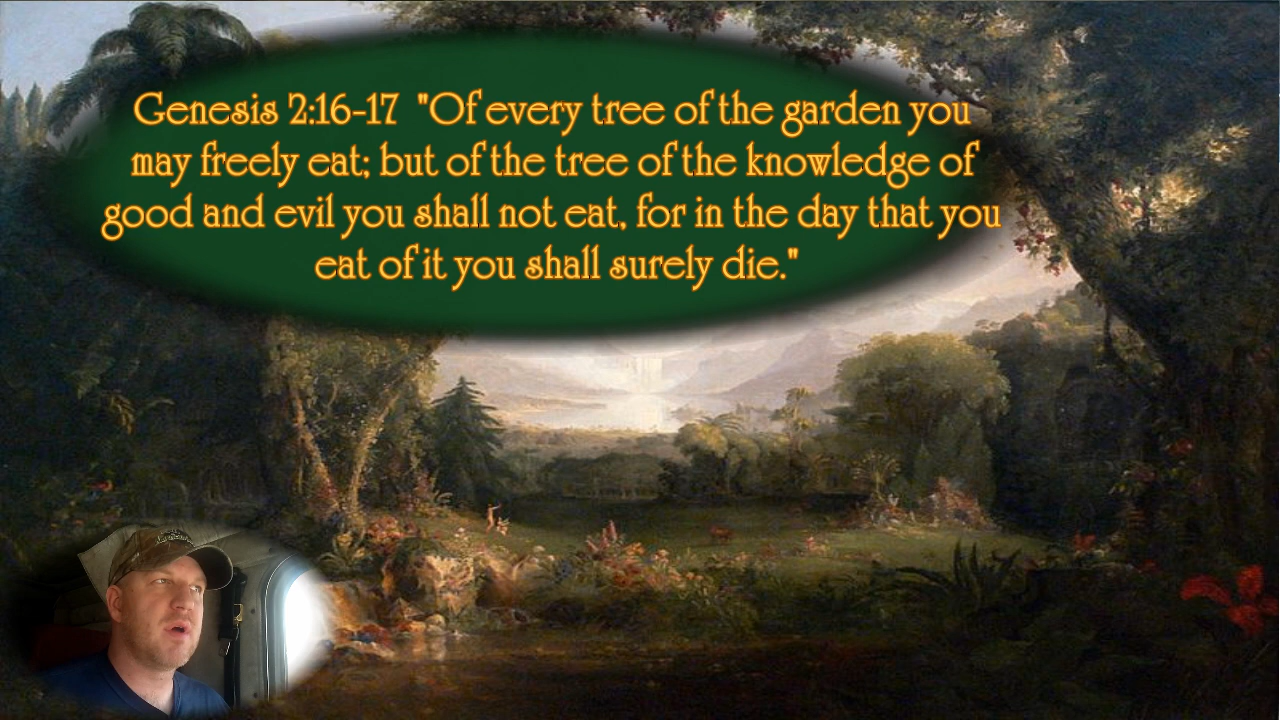 Genesis 2:16-17 "Of every tree of the garden you
may freely eat; but of the tree of the knowledge of
good and evil you shall not eat, for in the day that you
eat of it you shall surely die."